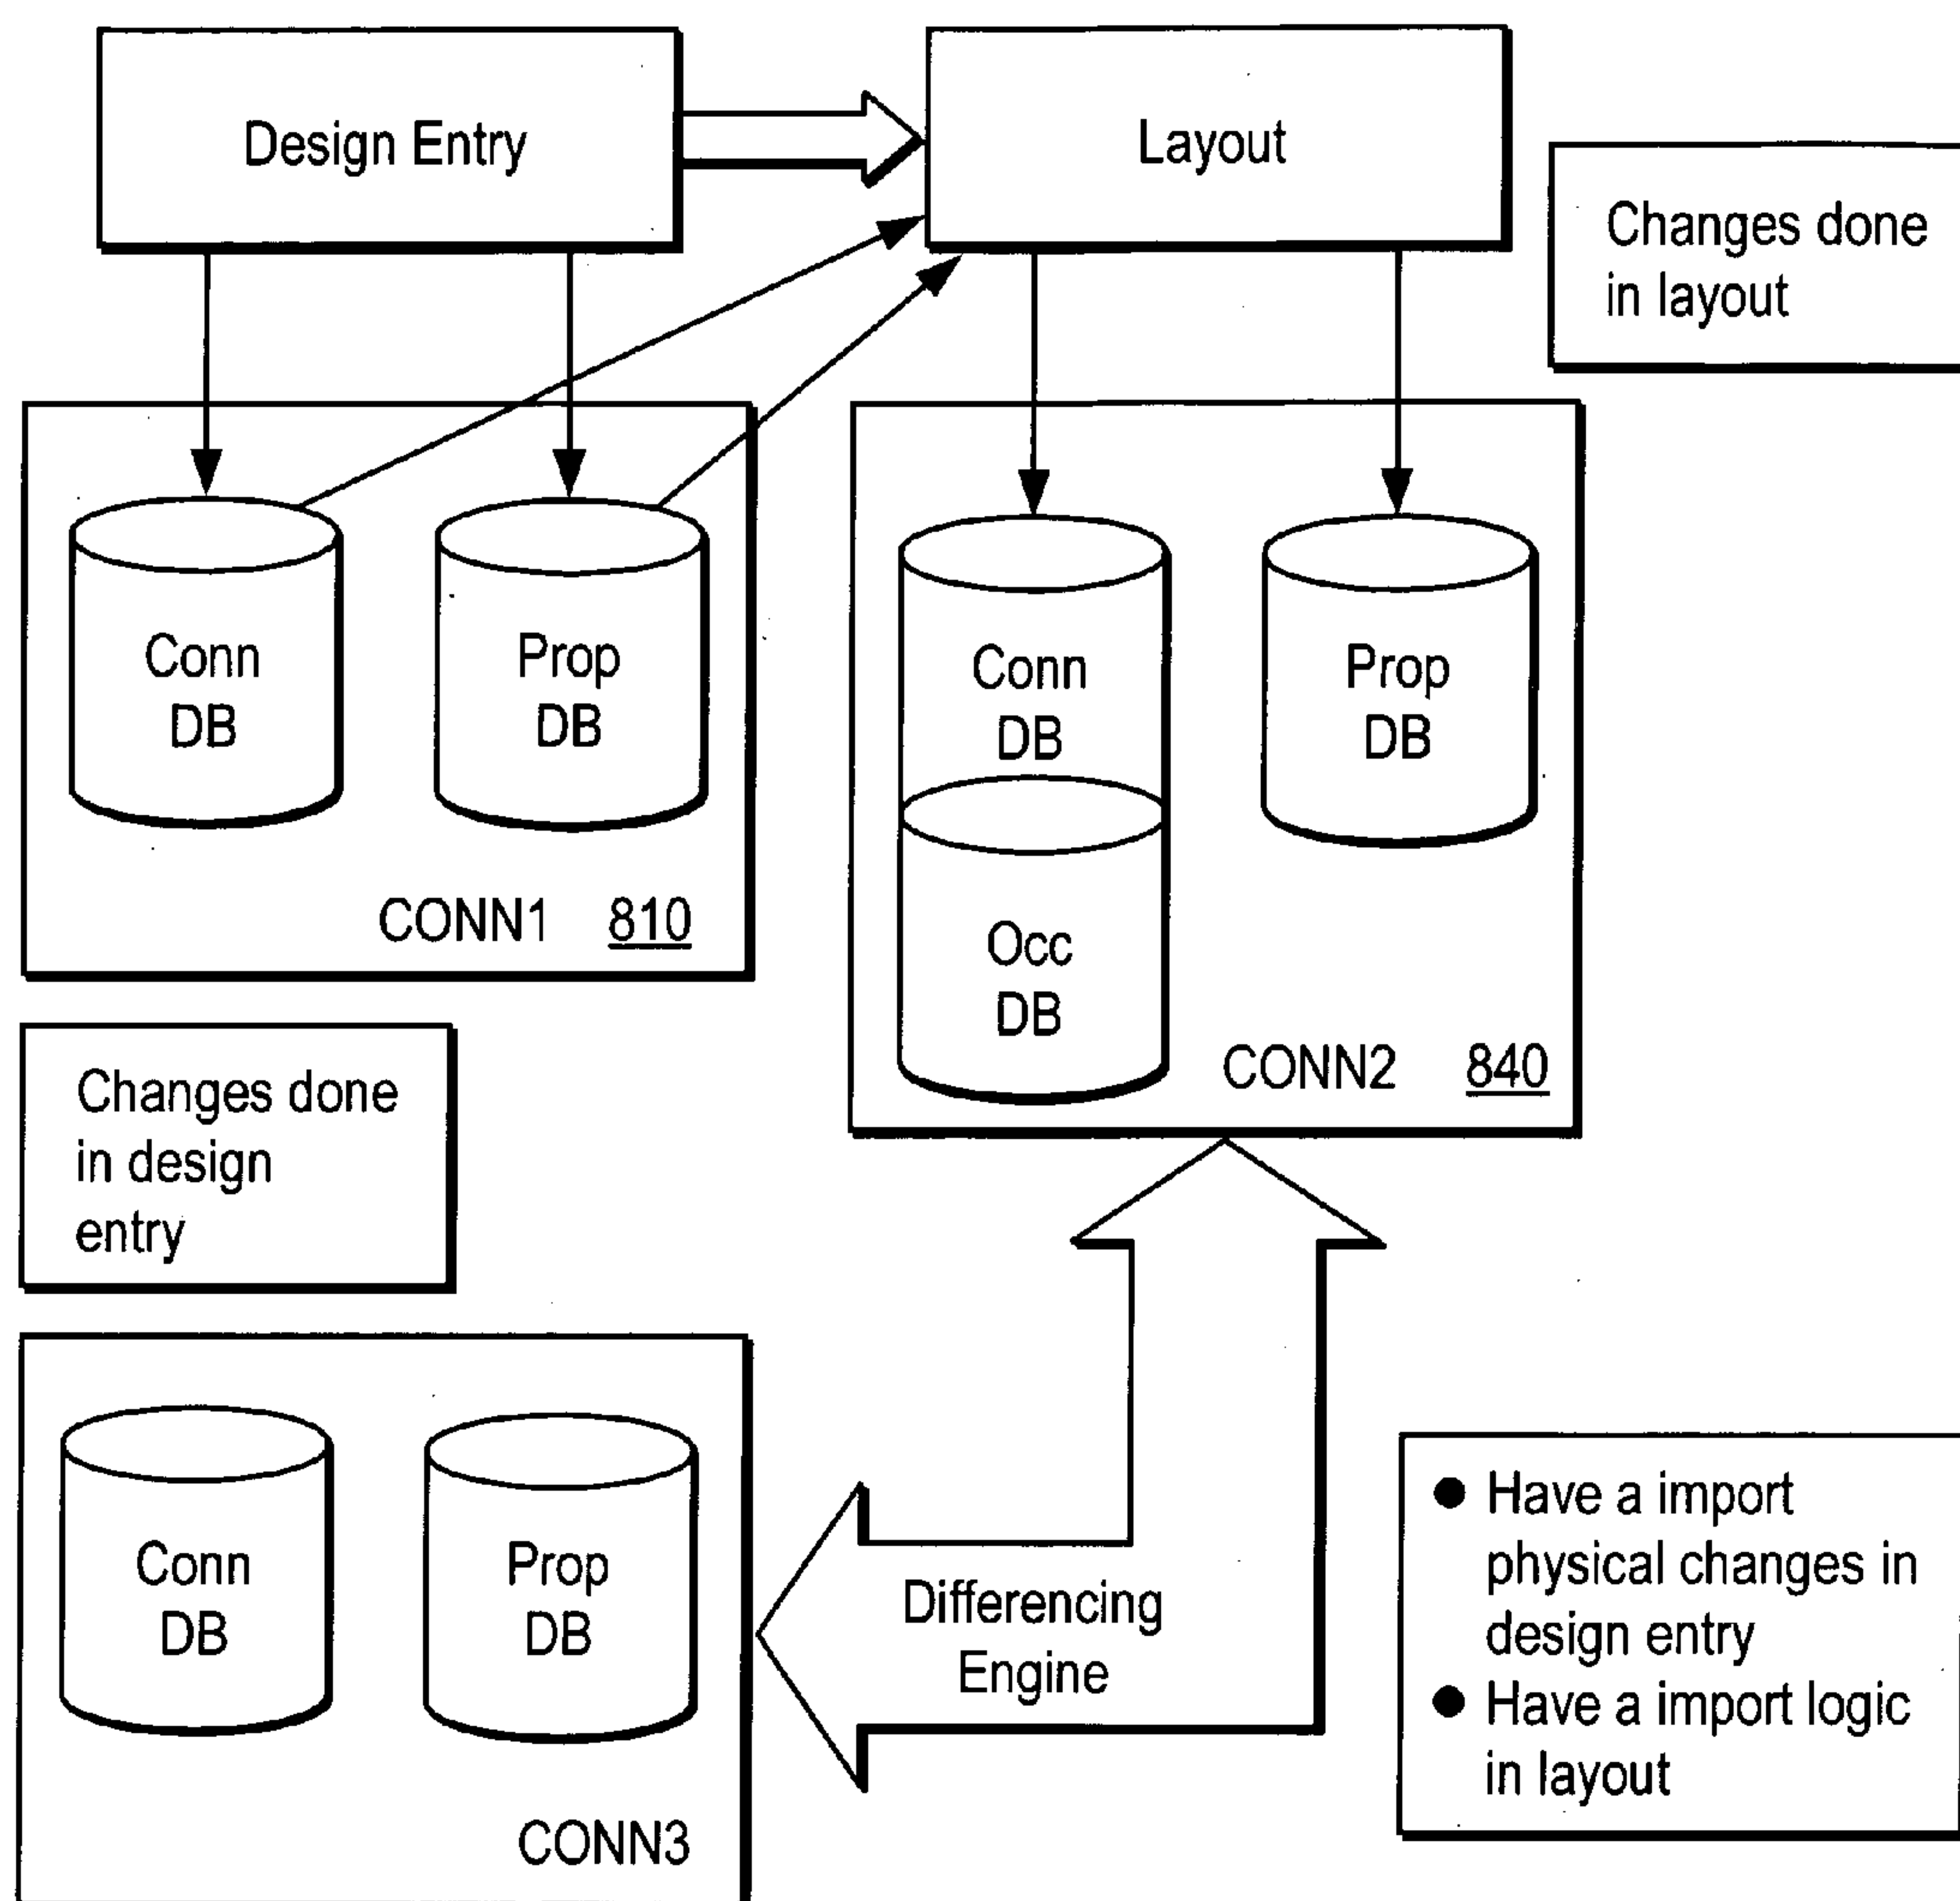 Design Entry
Layout
Changes done
in layout
Conn
DB
Prop
DB
CONN1 810
Conn
DB
Prop
DB
Occ
DB
CONN2 840
Changes done
in design
entry
Conn
DB
Prop
DB
CONN3
Differencing
Engine
● Have a import
physical changes in
design entry
● Have a import logic
in layout